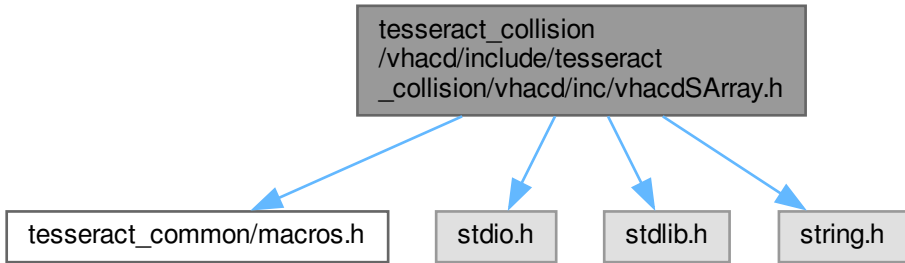 tesseract_collision
/vhacd/include/tesseract
_collision/vhacd/inc/vhacdSArray.h
tesseract_common/macros.h
stdio.h
stdlib.h
string.h